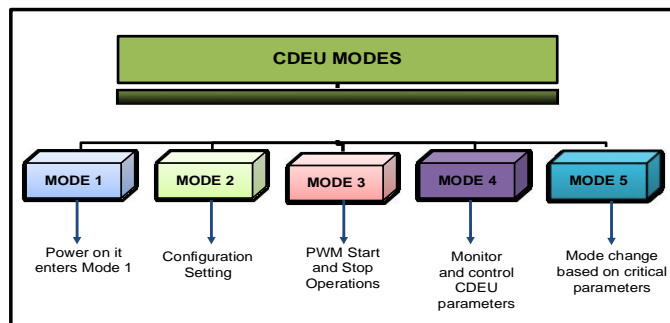 CDEU MODES
MODE 1
MODE 2
MODE 3
MODE 4
MODE 5
Power on it
enters Mode 1
Configuration
Setting
PWM Start
and Stop
Operations
Monitor
and control
CDEU
parameters
Mode change
based on critical
parameters